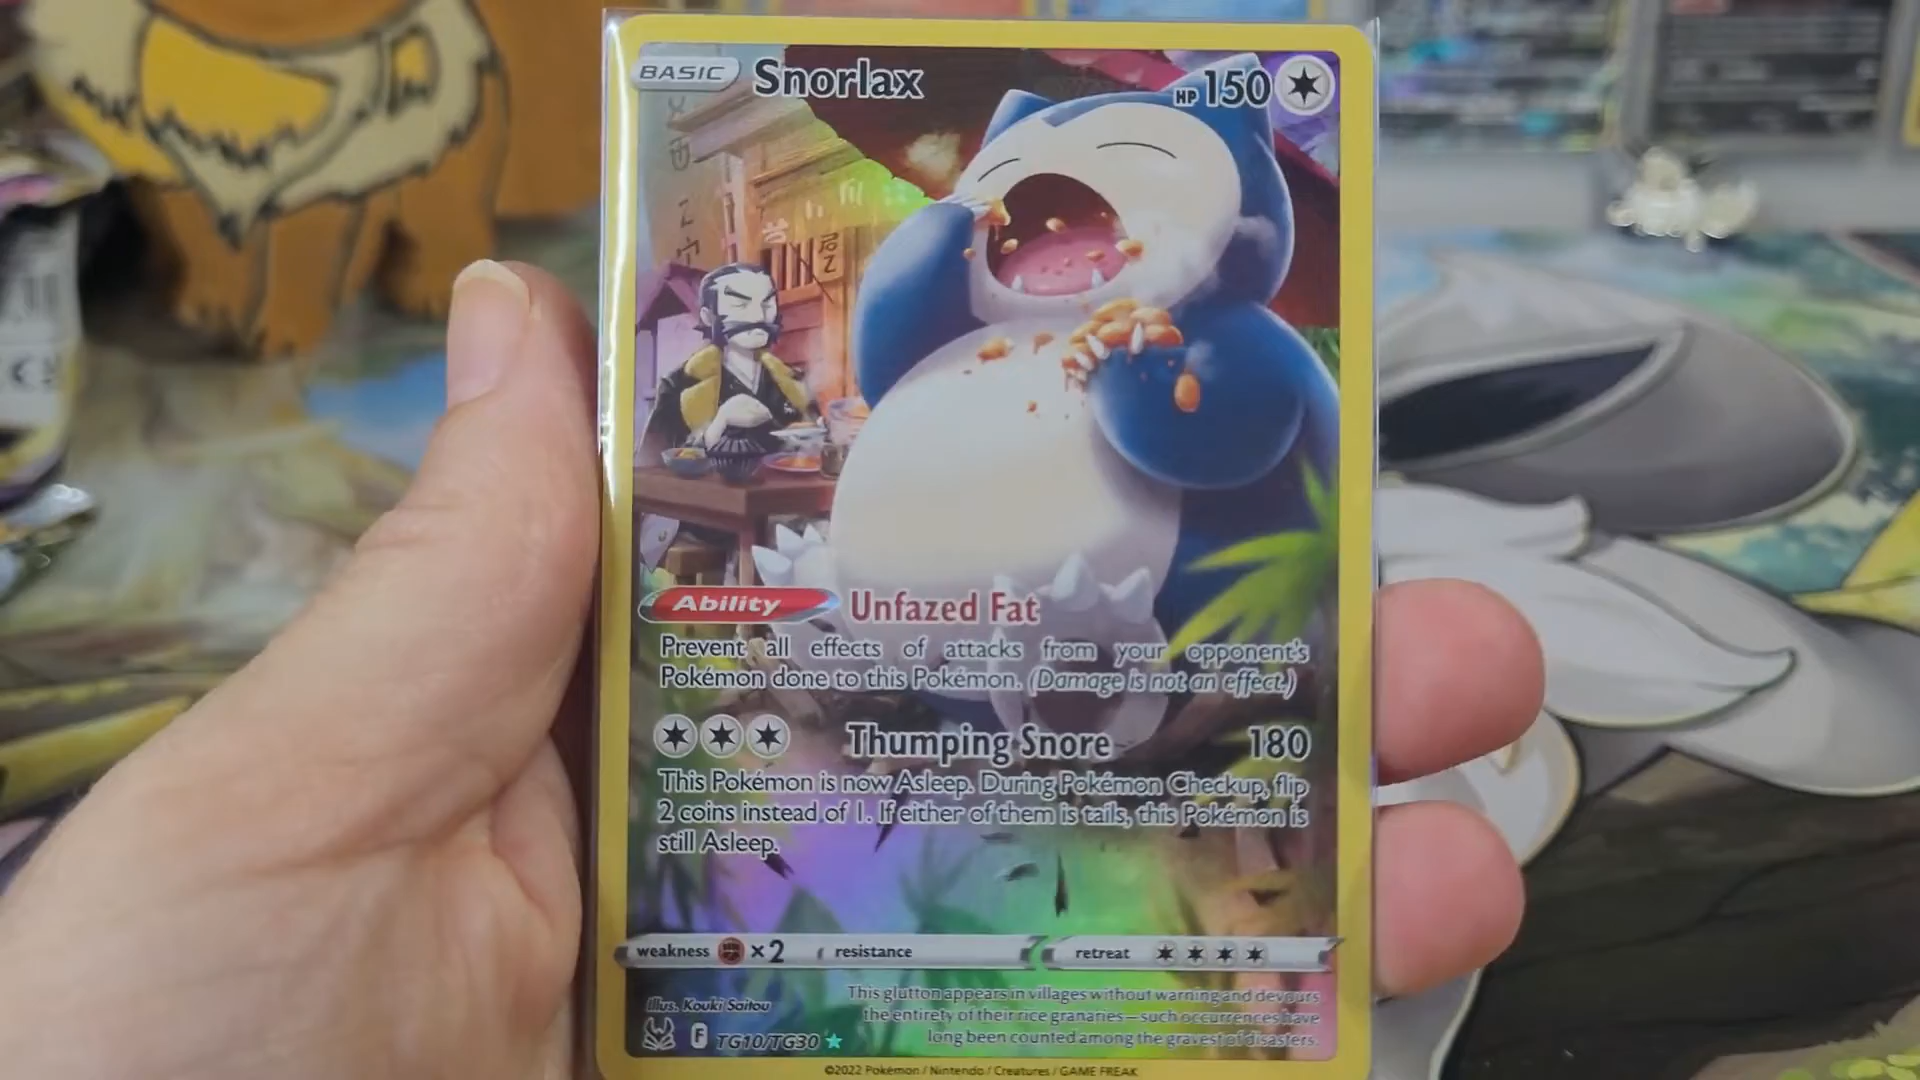 BASIC Snorlax HP 150
Ability Unfazed Fat
Prevent all effects of attacks from your opponent's
Pokémon done to this Pokémon. (Damage is not an effect.)
Thumping Snore 180
This Pokémon is now Asleep. During Pokémon Checkup, flip
2 coins instead of 1. If either of them is tails, this Pokémon is
still Asleep.
weakness ×2 resistance retreat
Illus. Kouki Saitou
This glutton appears in villages without warning and devours
the entirety of their rice granaries—such occurrences have
long been counted among the gravest of disasters.
F TG10/TG30
©2022 Pokémon / Nintendo / Creatures / GAME FREAK